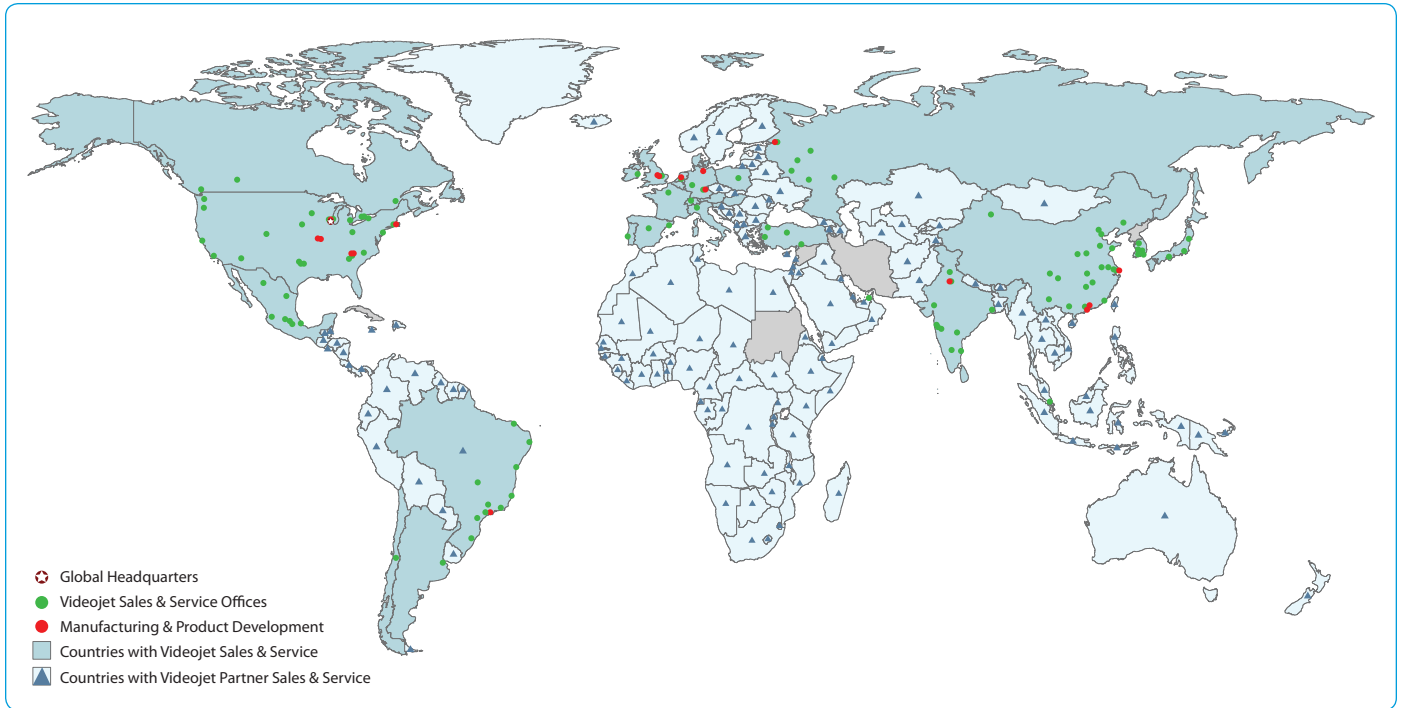 Global Headquarters
Videojet Sales & Service Offices
Manufacturing & Product Development
Countries with Videojet Sales & Service
Countries with Videojet Partner Sales & Service